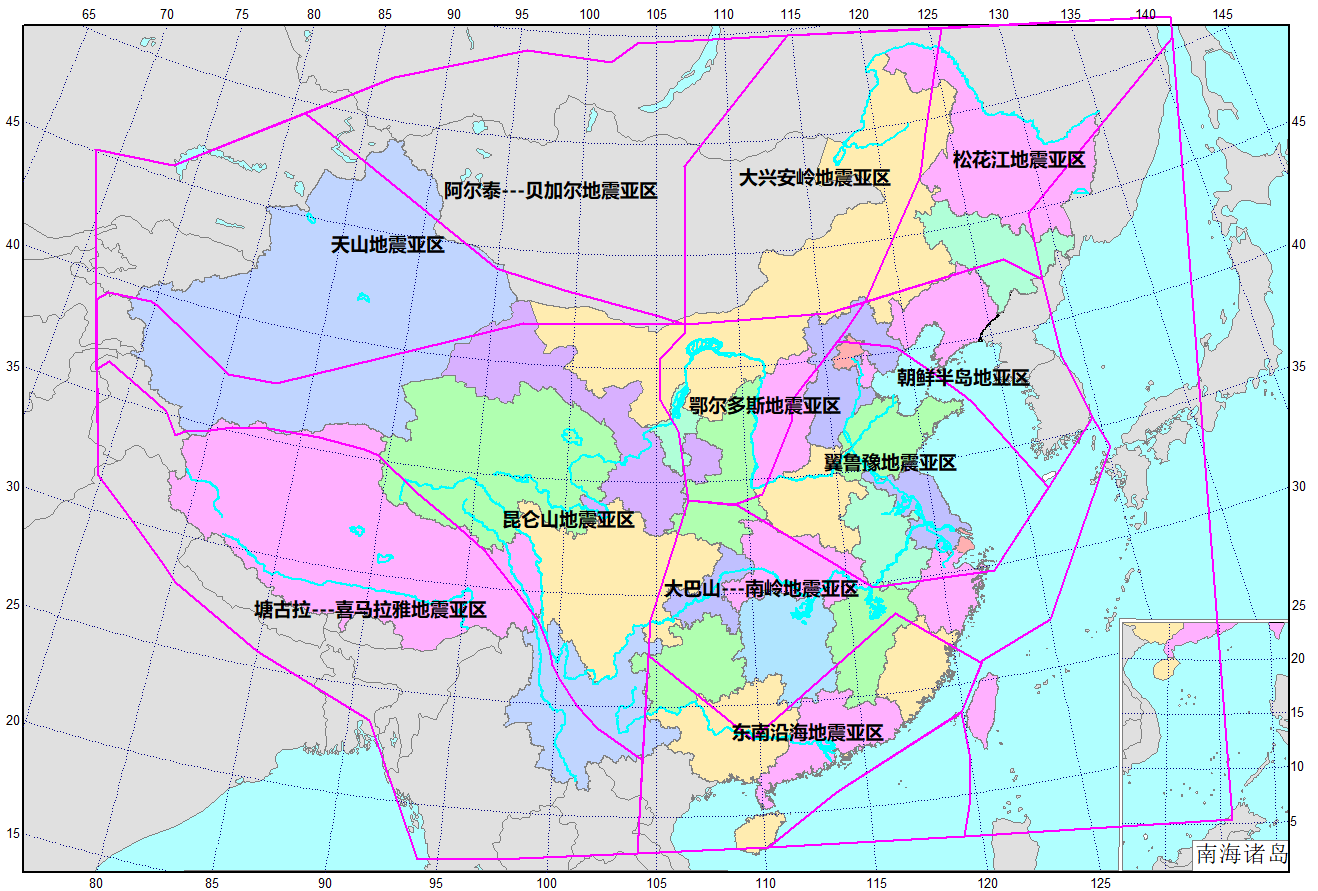 65 70 75 80 85 90 95 100 105 110 115 120 125 130 135 140 145
45 45
松花江地震亚区
大兴安岭地震亚区
阿尔泰---贝加尔地震亚区
天山地震亚区
40 40
35 35
朝鲜半岛地亚区
鄂尔多斯地震亚区
翼鲁豫地震亚区
30 30
昆仑山地震亚区
大巴山---南岭地震亚区
塘古拉---喜马拉雅地震亚区
25 25
20 20
15
东南沿海地震亚区
10
5
15
南海诸岛
80 85 90 95 100 105 110 115 120 125